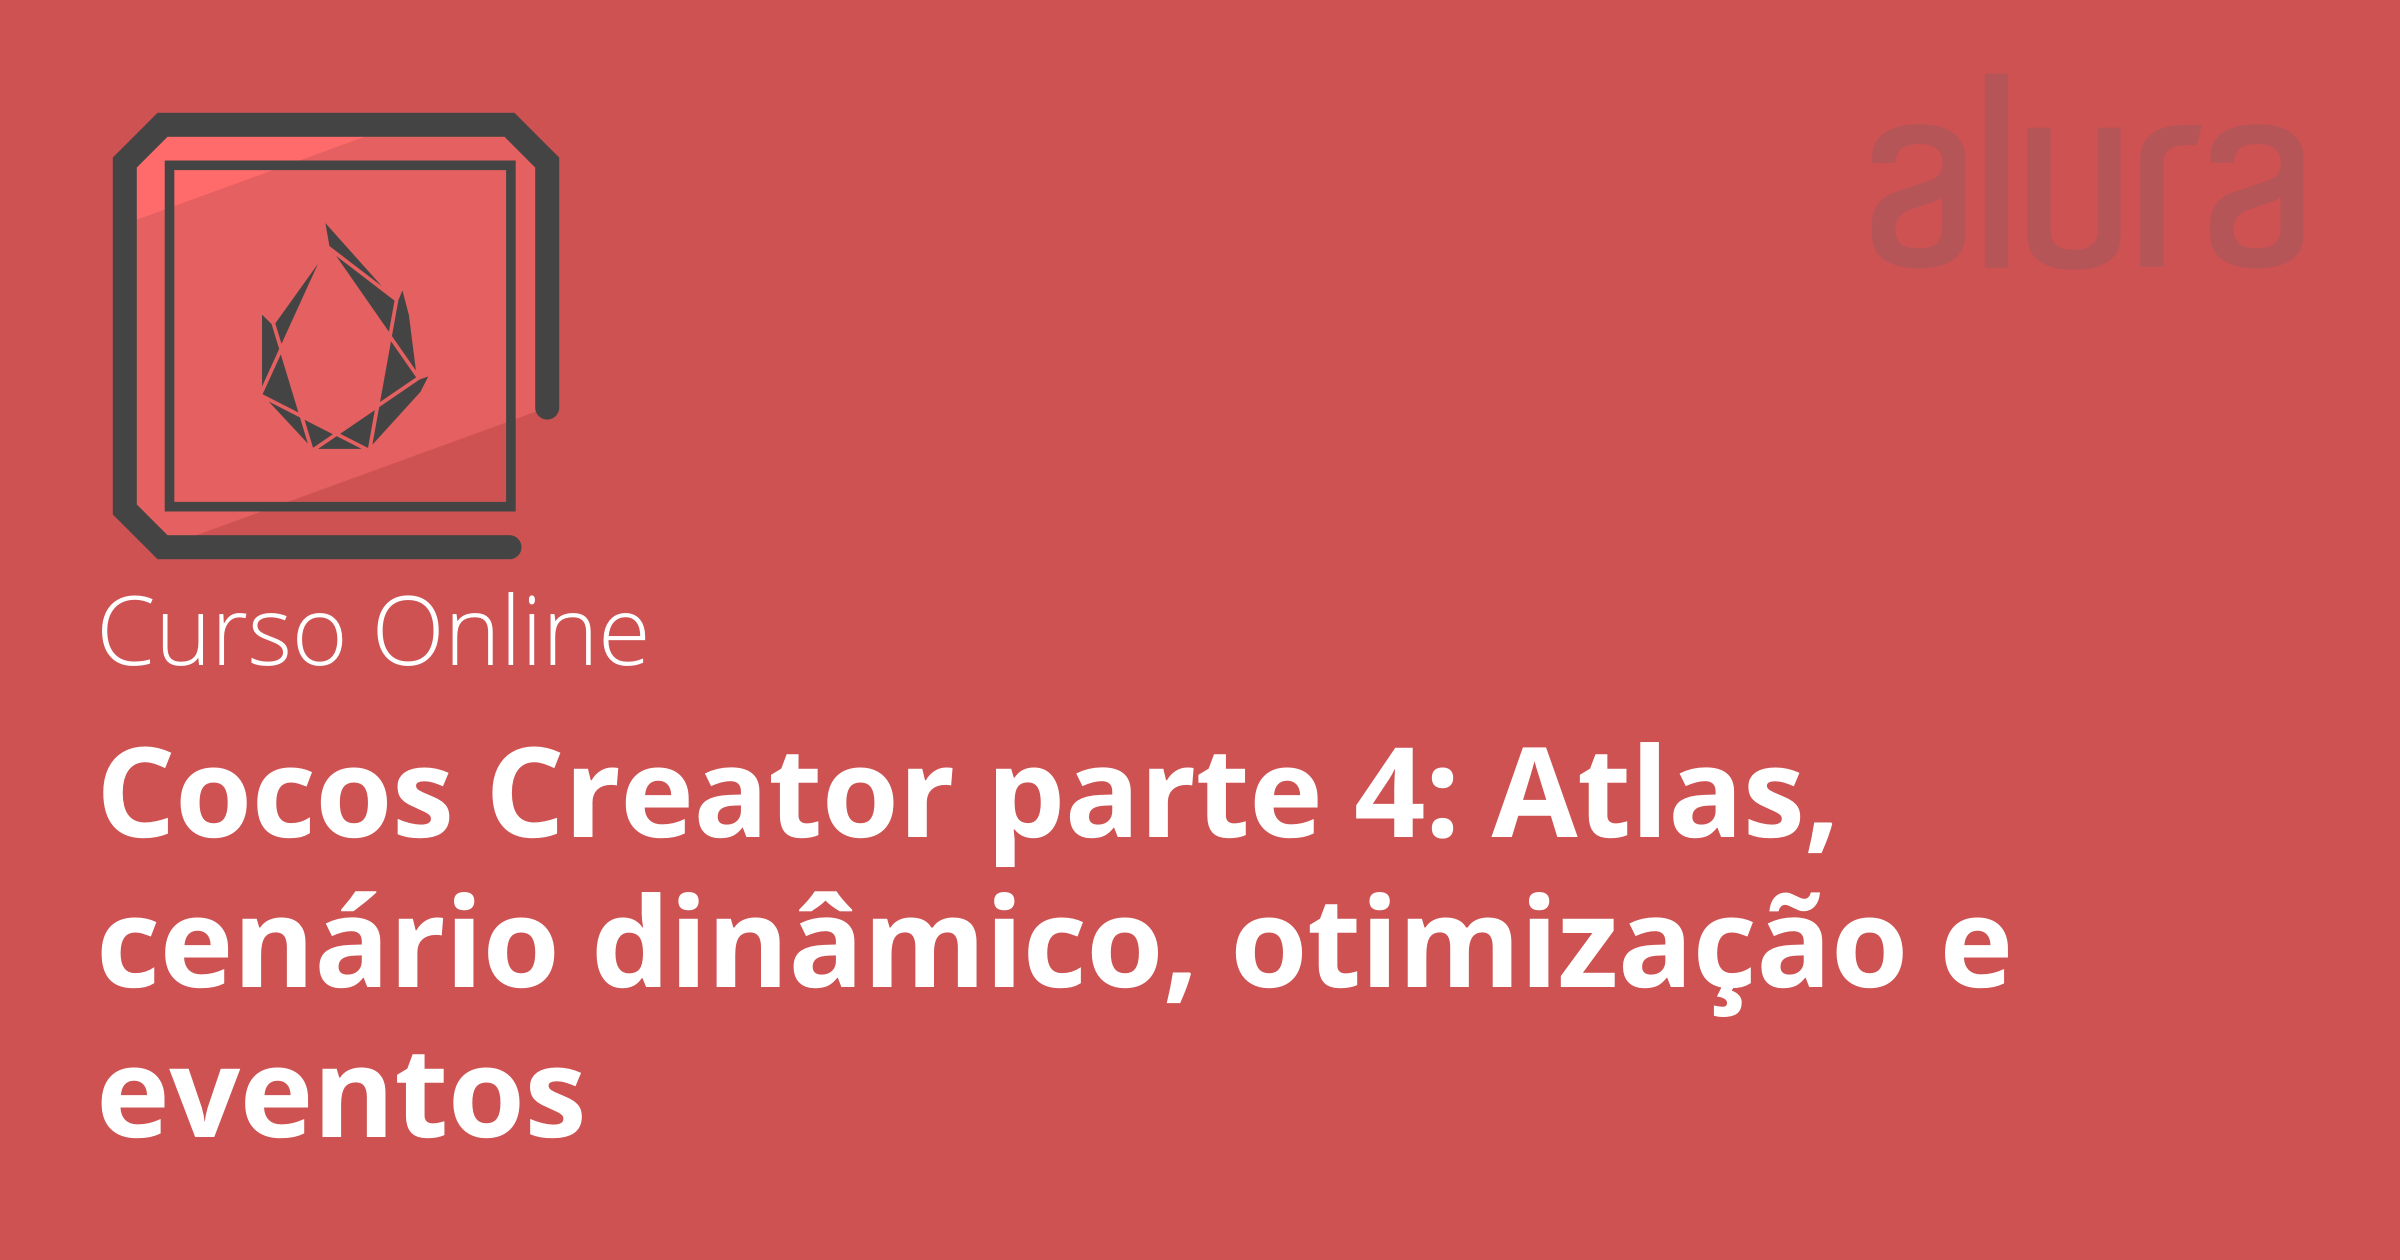 alura
Curso Online
Cocos Creator parte 4: Atlas,
cenário dinâmico, otimização e
eventos